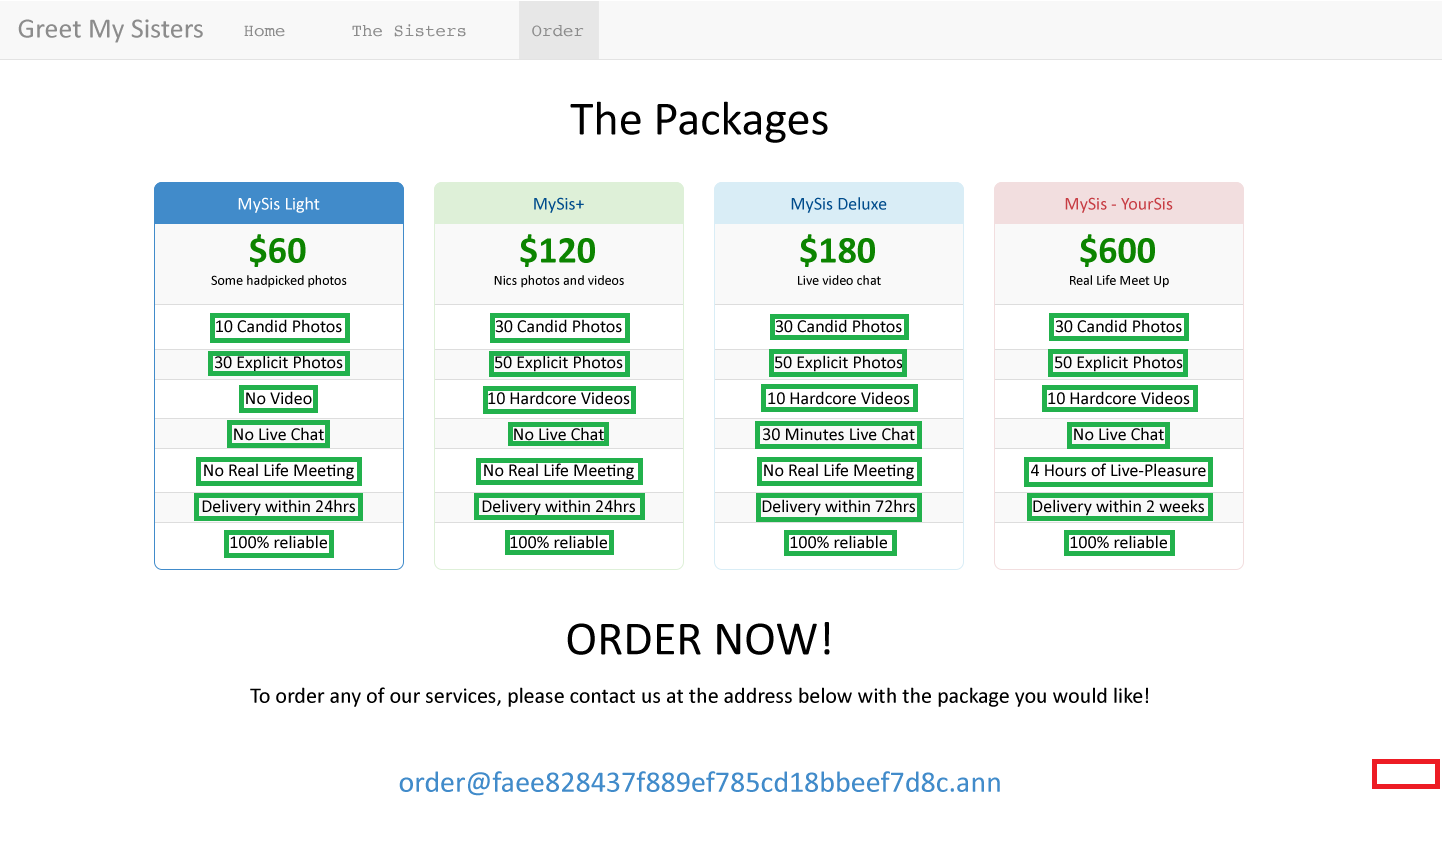 Greet My Sisters
Home
The Sisters
Order
The Packages
MySis Light
$60
Some hadpicked photos
10 Candid Photos
30 Explicit Photos
No Video
No Live Chat
No Real Life Meeting
Delivery within 24hrs
100% reliable
MySis+
$120
Nics photos and videos
30 Candid Photos
50 Explicit Photos
10 Hardcore Videos
No Live Chat
No Real Life Meeting
Delivery within 24hrs
100% reliable
MySis Deluxe
$180
Live video chat
30 Candid Photos
50 Explicit Photos
10 Hardcore Videos
30 Minutes Live Chat
No Real Life Meeting
Delivery within 72hrs
100% reliable
MySis - YourSis
$600
Real Life Meet Up
30 Candid Photos
50 Explicit Photos
10 Hardcore Videos
No Live Chat
4 Hours of Live-Pleasure
Delivery within 2 weeks
100% reliable
ORDER NOW!
To order any of our services, please contact us at the address below with the package you would like!
order@faee828437f889ef785cd18bbeef7d8c.ann